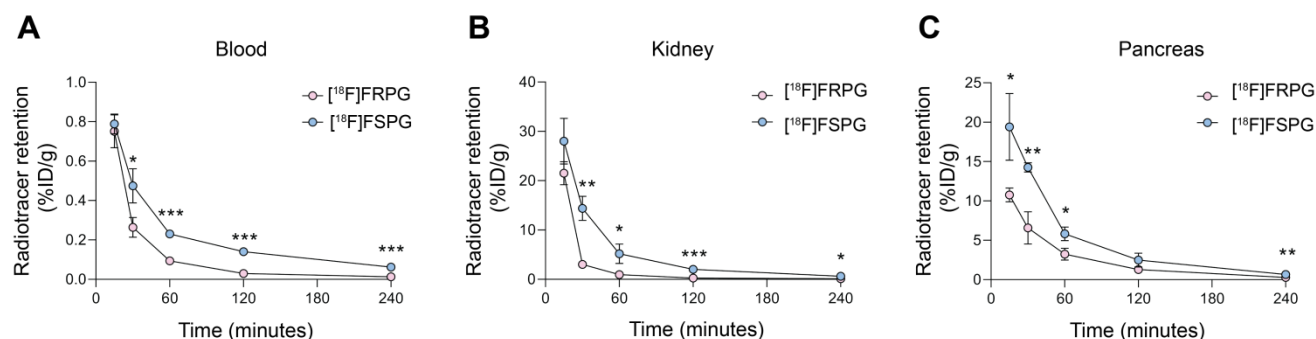 A
Blood
Radiotracer retention
(%ID/g)
1.0
0.8
0.6
0.4
0.2
0.0
[¹⁸F]FRPG
[¹⁸F]FSPG
*
***
***
***
0
60
120
180
240
Time (minutes)
B
Kidney
Radiotracer retention
(%ID/g)
40
30
20
10
0
[¹⁸F]FRPG
[¹⁸F]FSPG
**
*
***
*
0
60
120
180
240
Time (minutes)
C
Pancreas
Radiotracer retention
(%ID/g)
25
20
15
10
5
0
[¹⁸F]FRPG
[¹⁸F]FSPG
*
**
*
**
0
60
120
180
240
Time (minutes)